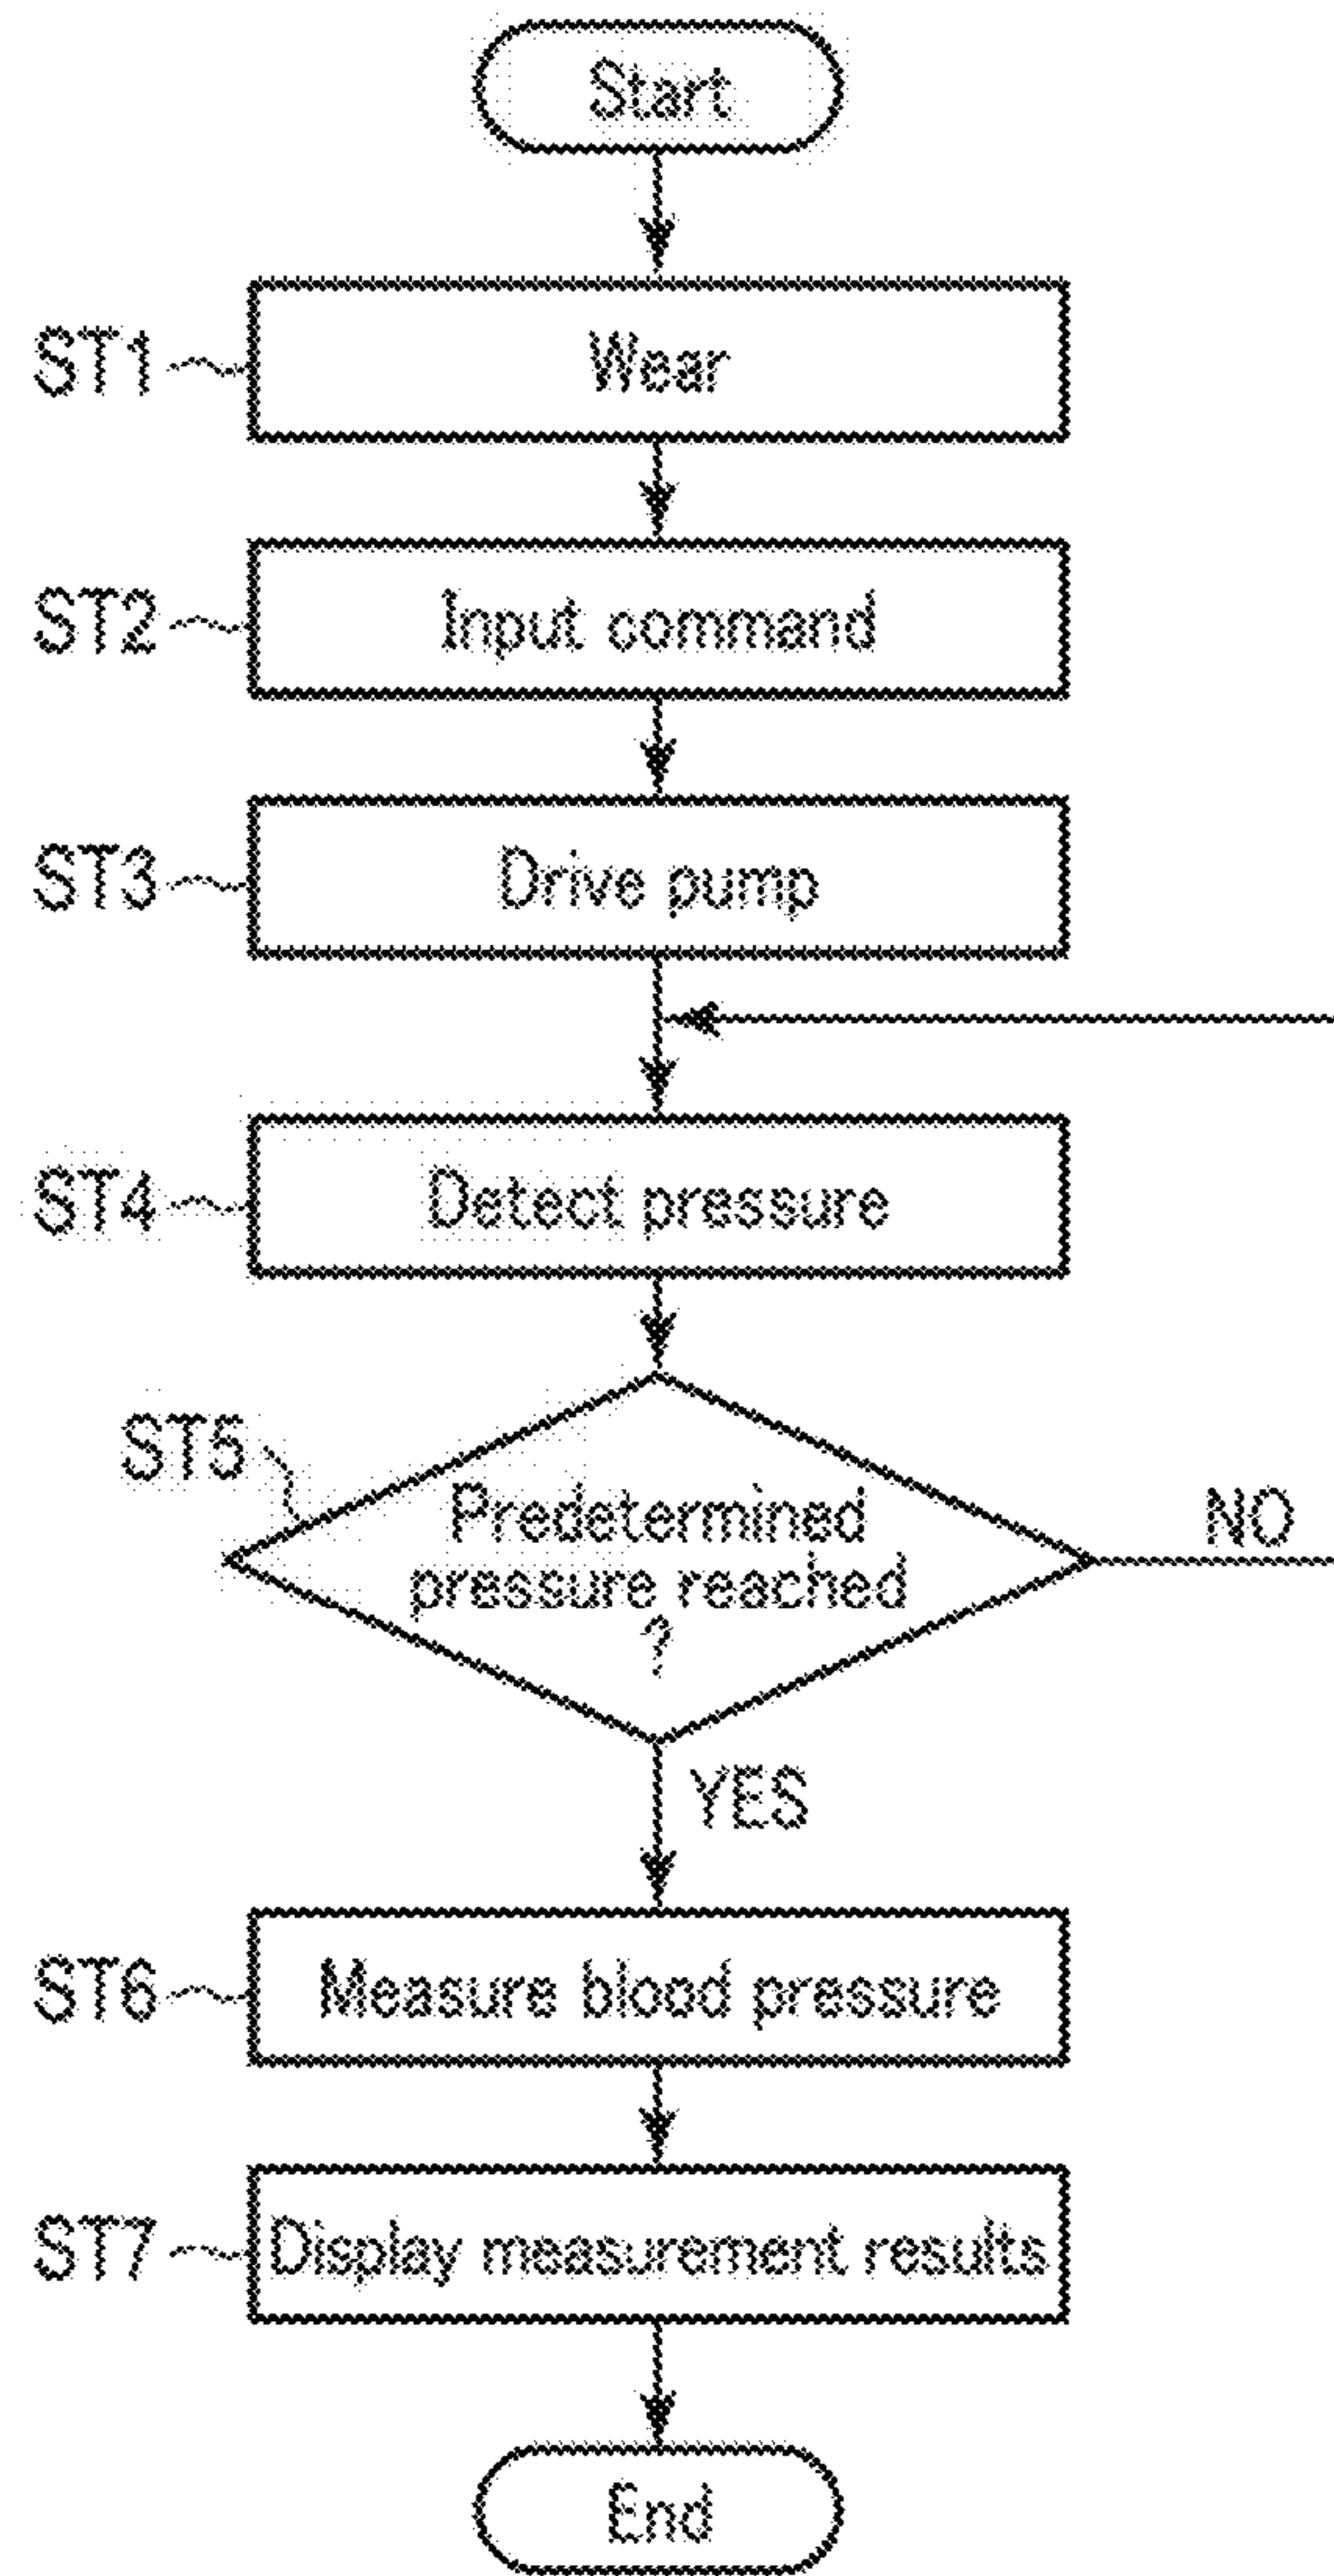 Start
ST1
Wear
ST2
Input command
ST3
Drive pump
ST4
Detect pressure
ST5
Predetermined
pressure reached
?
NO
YES
ST6
Measure blood pressure
ST7
Display measurement results
End